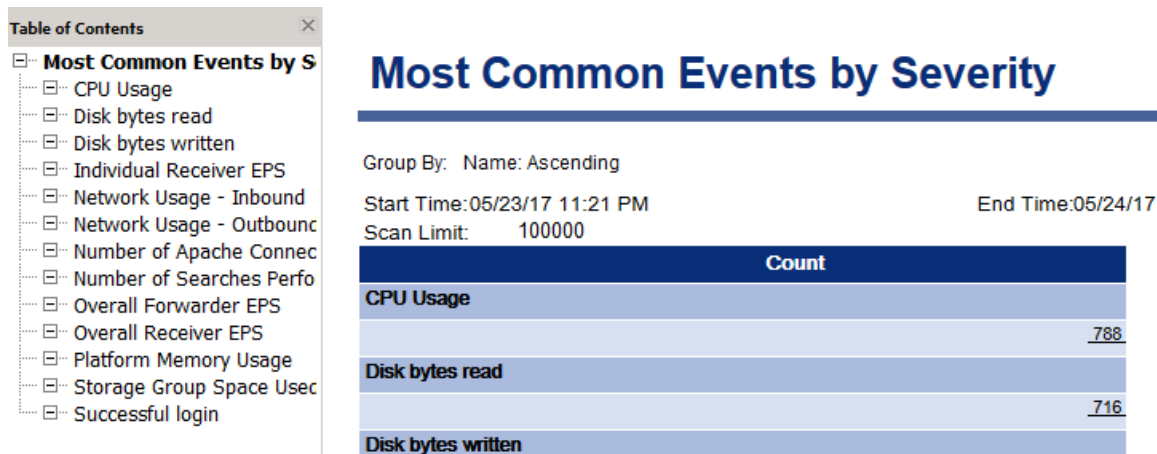 Table of Contents
Most Common Events by S
CPU Usage
Disk bytes read
Disk bytes written
Individual Receiver EPS
Network Usage - Inbound
Network Usage - Outbound
Number of Apache Connec
Number of Searches Perfo
Overall Forwarder EPS
Overall Receiver EPS
Platform Memory Usage
Storage Group Space Used
Successful login
Most Common Events by Severity
Group By: Name: Ascending
Start Time:05/23/17 11:21 PM End Time:05/24/17
Scan Limit: 100000
Count
CPU Usage
788
Disk bytes read
716
Disk bytes written